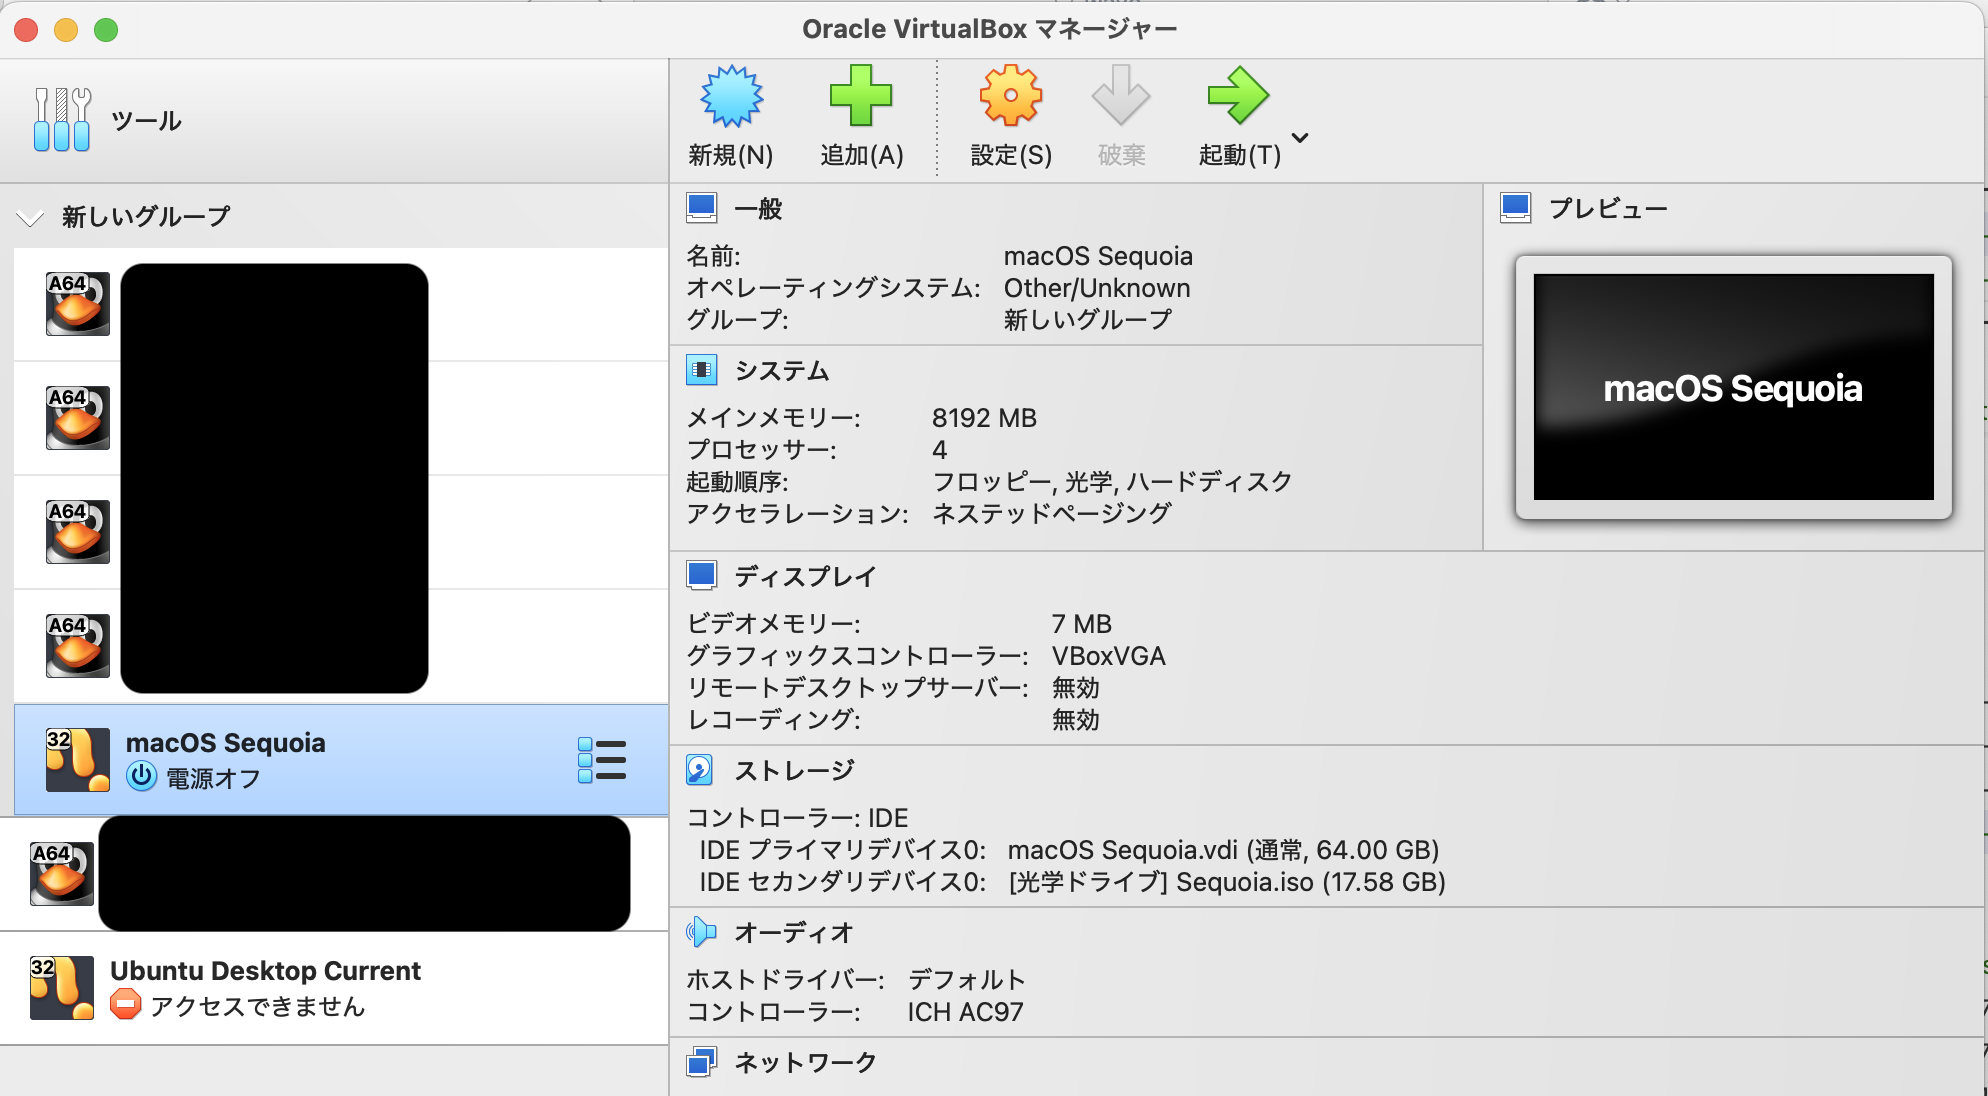 Oracle VirtualBox マネージャー
ツール
新規(N)
追加(A)
設定(S)
破棄
起動(T)
新しいグループ
A64
A64
A64
A64
32
macOS Sequoia
電源オフ
A64
32
Ubuntu Desktop Current
アクセスできません
一般
名前: macOS Sequoia
オペレーティングシステム: Other/Unknown
グループ: 新しいグループ
プレビュー
macOS Sequoia
システム
メインメモリー: 8192 MB
プロセッサー: 4
起動順序: フロッピー, 光学, ハードディスク
アクセラレーション: ネステッドページング
ディスプレイ
ビデオメモリー: 7 MB
グラフィックスコントローラー: VBoxVGA
リモートデスクトップサーバー: 無効
レコーディング: 無効
ストレージ
コントローラー: IDE
IDE プライマリデバイス0: macOS Sequoia.vdi (通常, 64.00 GB)
IDE セカンダリデバイス0: [光学ドライブ] Sequoia.iso (17.58 GB)
オーディオ
ホストドライバー: デフォルト
コントローラー: ICH AC97
ネットワーク